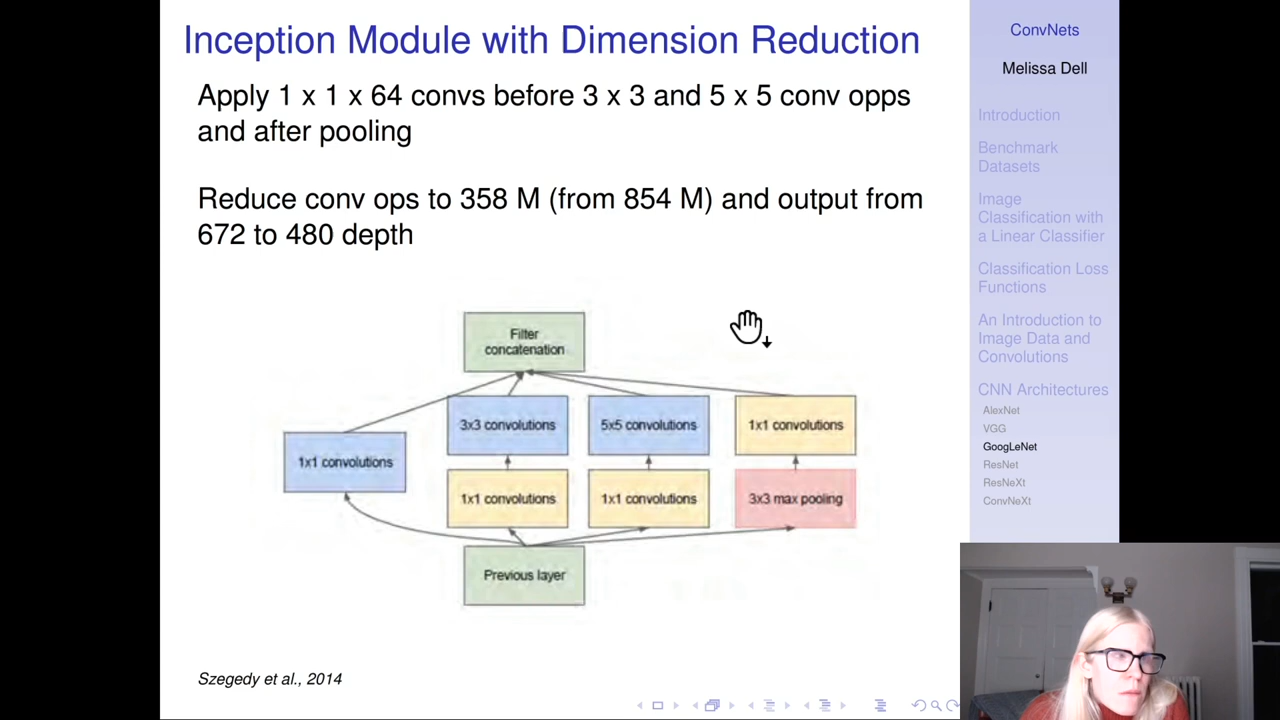 Inception Module with Dimension Reduction
Apply 1 x 1 x 64 convs before 3 x 3 and 5 x 5 conv opps
and after pooling
Reduce conv ops to 358 M (from 854 M) and output from
672 to 480 depth
Filter
concatenation
3x3 convolutions
5x5 convolutions
1x1 convolutions
1x1 convolutions
1x1 convolutions
1x1 convolutions
3x3 max pooling
Previous layer
Szegedy et al., 2014
ConvNets
Melissa Dell
Introduction
Benchmark
Datasets
Image
Classification with
a Linear Classifier
Classification Loss
Functions
An Introduction to
Image Data and
Convolutions
CNN Architectures
AlexNet
VGG
GoogLeNet
ResNet
ResNeXt
ConvNeXt